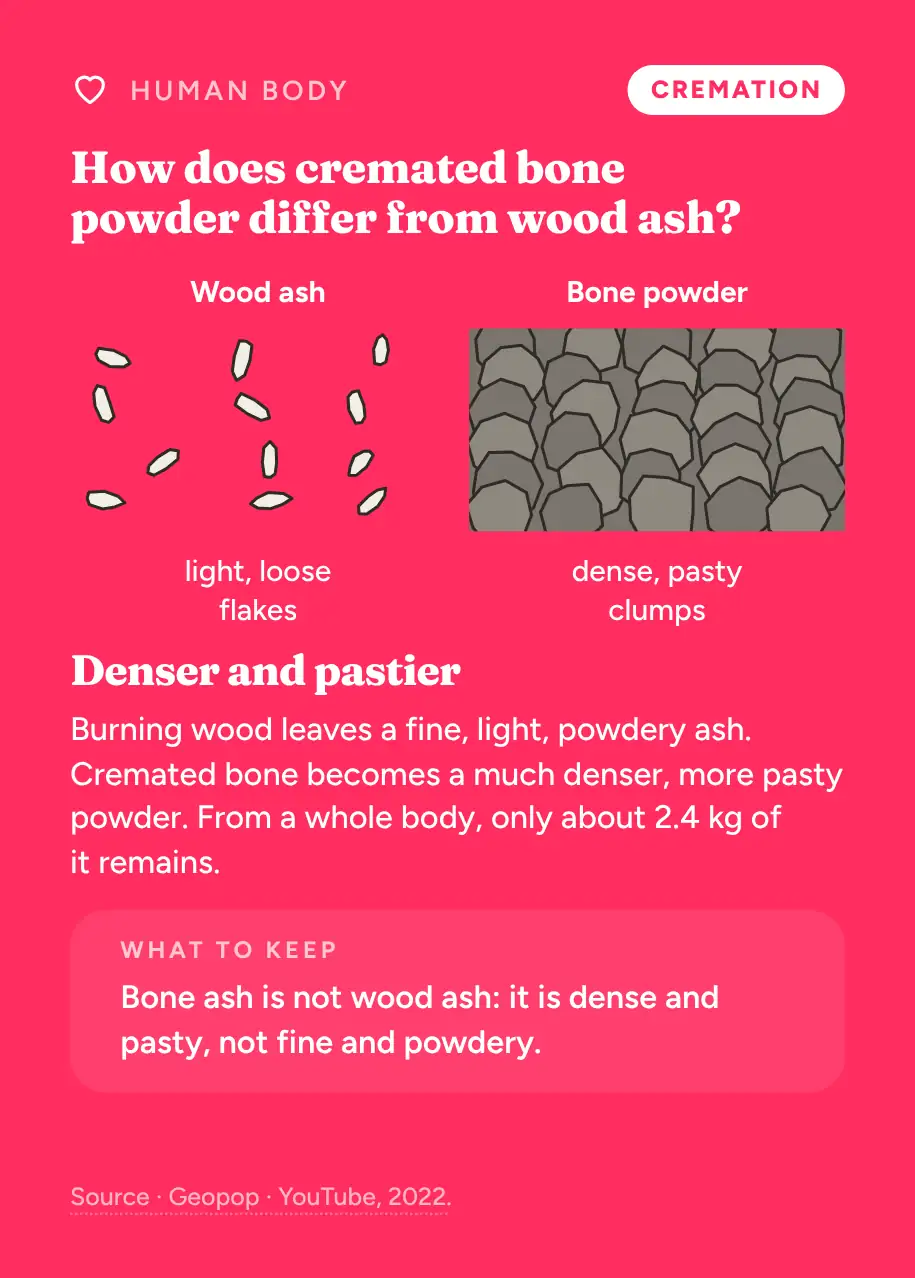 HUMAN BODY
CREMATION
How does cremated bone
powder differ from wood ash?
Wood ash
Bone powder
light, loose
flakes
dense, pasty
clumps
Denser and pastier
Burning wood leaves a fine, light, powdery ash.
Cremated bone becomes a much denser, more pasty
powder. From a whole body, only about 2.4 kg of
it remains.
WHAT TO KEEP
Bone ash is not wood ash: it is dense and
pasty, not fine and powdery.
Source · Geopop · YouTube, 2022.